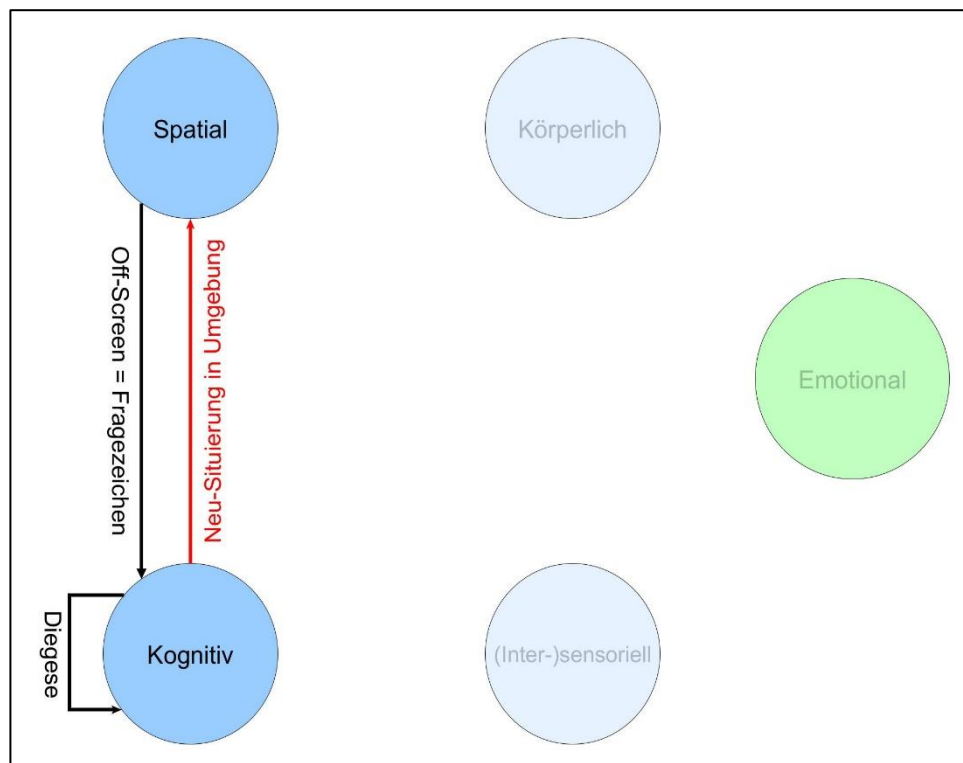 Spatial
Körperlich
Off-Screen = Fragezeichen
Neu-Situierung in Umgebung
Emotional
Diegese
Kognitiv
(Inter-)sensoriell